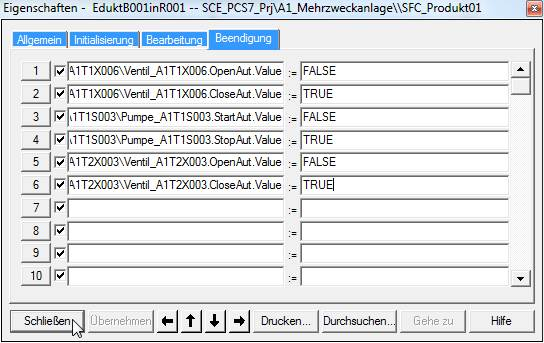 Eigenschaften - EduktB001inR001 -- SCE_PCS7_Prj\A1_Mehrzweckanlage\\SFC_Produkt01
Allgemein Initialisierung Bearbeitung Beendigung
1 A1T1X006\Ventil_A1T1X006.OpenAut.Value := FALSE
2 A1T1X006\Ventil_A1T1X006.CloseAut.Value := TRUE
3 \1T1S003\Pumpe_A1T1S003.StartAut.Value := FALSE
4 \1T1S003\Pumpe_A1T1S003.StopAut.Value := TRUE
5 A1T2X003\Ventil_A1T2X003.OpenAut.Value := FALSE
6 A1T2X003\Ventil_A1T2X003.CloseAut.Value := TRUE
7 :=
8 :=
9 :=
10 :=
Schließen Übernehmen Drucken... Durchsuchen... Gehe zu Hilfe